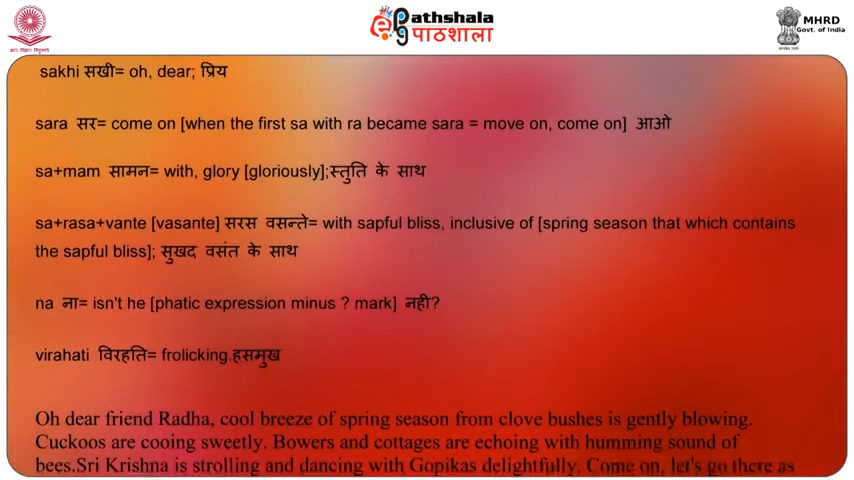 Pathshala
पाठशाला
MHRD
Govt. of India
sakhi सखी= oh, dear; प्रिय
sara सर= come on [when the first sa with ra became sara = move on, come on] आओ
sa+mam सामन= with, glory [gloriously];स्तुति के साथ
sa+rasa+vante [vasante] सरस वसन्ते= with sapful bliss, inclusive of [spring season that which contains
the sapful bliss]; सुखद वसंत के साथ
na ना= isn't he [phatic expression minus ? mark] नही?
virahati विरहति= frolicking.हसमुख
Oh dear friend Radha, cool breeze of spring season from clove bushes is gently blowing.
Cuckoos are cooing sweetly. Bowers and cottages are echoing with humming sound of
bees.Sri Krishna is strolling and dancing with Gopikas delightfully. Come on, let's go there as